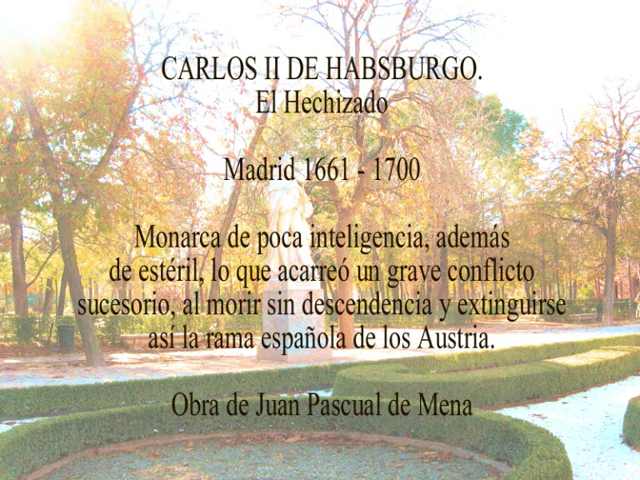 CARLOS II DE HABSBURGO.
El Hechizado
Madrid 1661 - 1700
Monarca de poca inteligencia, además
de estéril, lo que acarreó un grave conflicto
sucesorio, al morir sin descendencia y extinguirse
así la rama española de los Austria.
Obra de Juan Pascual de Mena